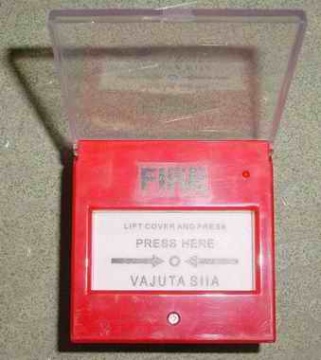 FIRE
LIFT COVER AND PRESS
PRESS HERE
VAJUTA SIIA